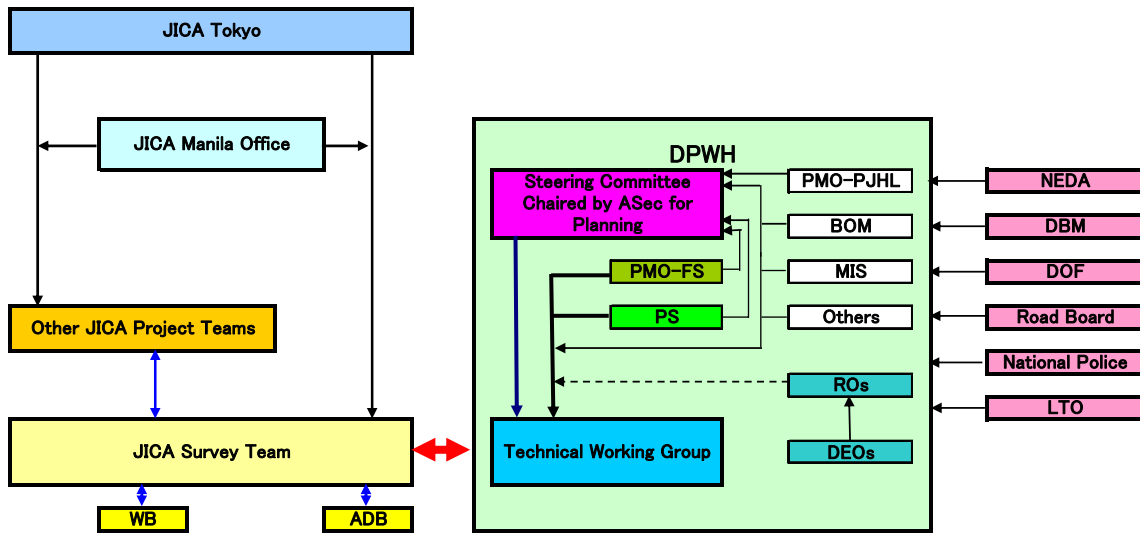 JICA Tokyo
JICA Manila Office
Other JICA Project Teams
JICA Survey Team
WB
ADB
DPWH
Steering Committee
Chaired by ASec for
Planning
PMO-FS
PS
Technical Working Group
PMO-PJHL
BOM
MIS
Others
ROs
DEOs
NEDA
DBM
DOF
Road Board
National Police
LTO